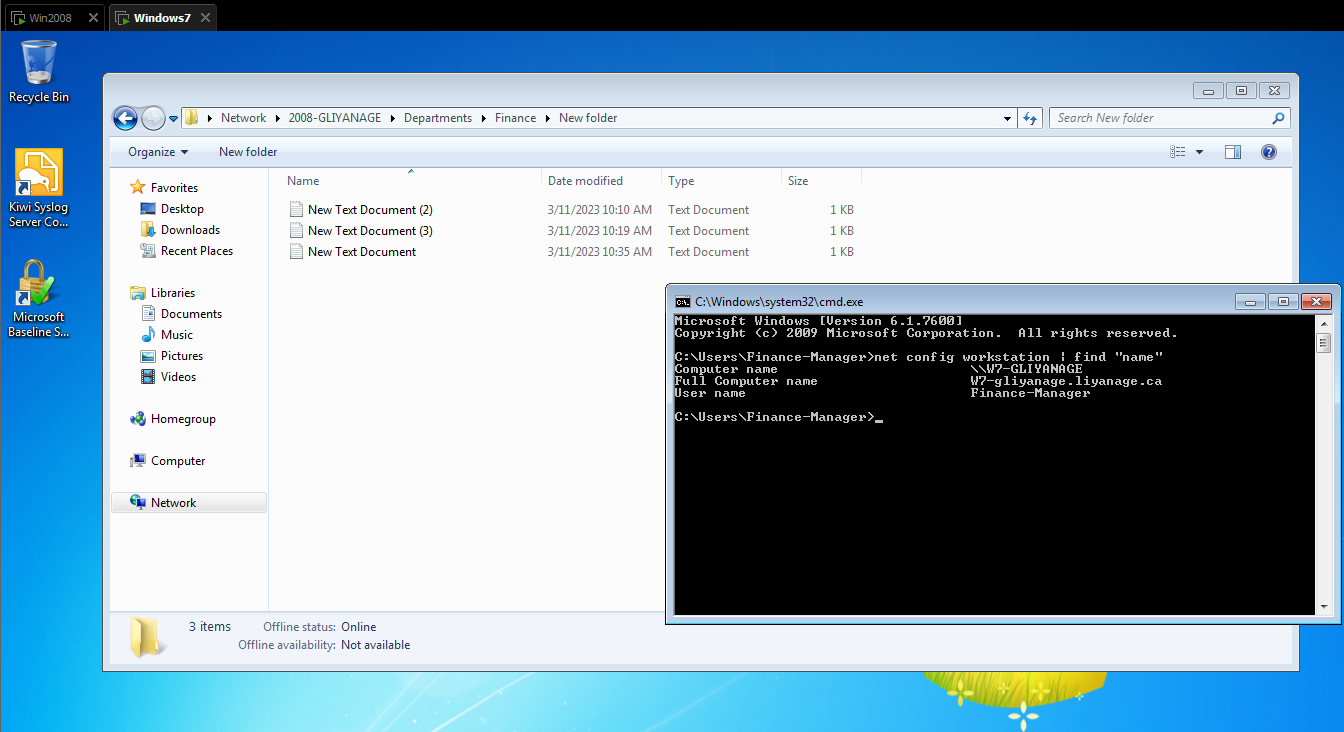 Win2008
Windows7
Recycle Bin
Kiwi Syslog
Server Co...
Microsoft
Baseline S...
Network 2008-GLIYANAGE Departments Finance New folder
Search New folder
Organize New folder
Favorites
Desktop
Downloads
Recent Places
Libraries
Documents
Music
Pictures
Videos
Homegroup
Computer
Network
Name Date modified Type Size
New Text Document (2) 3/11/2023 10:10 AM Text Document 1 KB
New Text Document (3) 3/11/2023 10:19 AM Text Document 1 KB
New Text Document 3/11/2023 10:35 AM Text Document 1 KB
3 items Offline status: Online
Offline availability: Not available
C:\Windows\system32\cmd.exe
Microsoft Windows [Version 6.1.7600]
Copyright (c) 2009 Microsoft Corporation. All rights reserved.
C:\Users\Finance-Manager>net config workstation | find "name"
Computer name \\W7-GLIYANAGE
Full Computer name W7-gliyanage.liyanage.ca
User name Finance-Manager
C:\Users\Finance-Manager>_